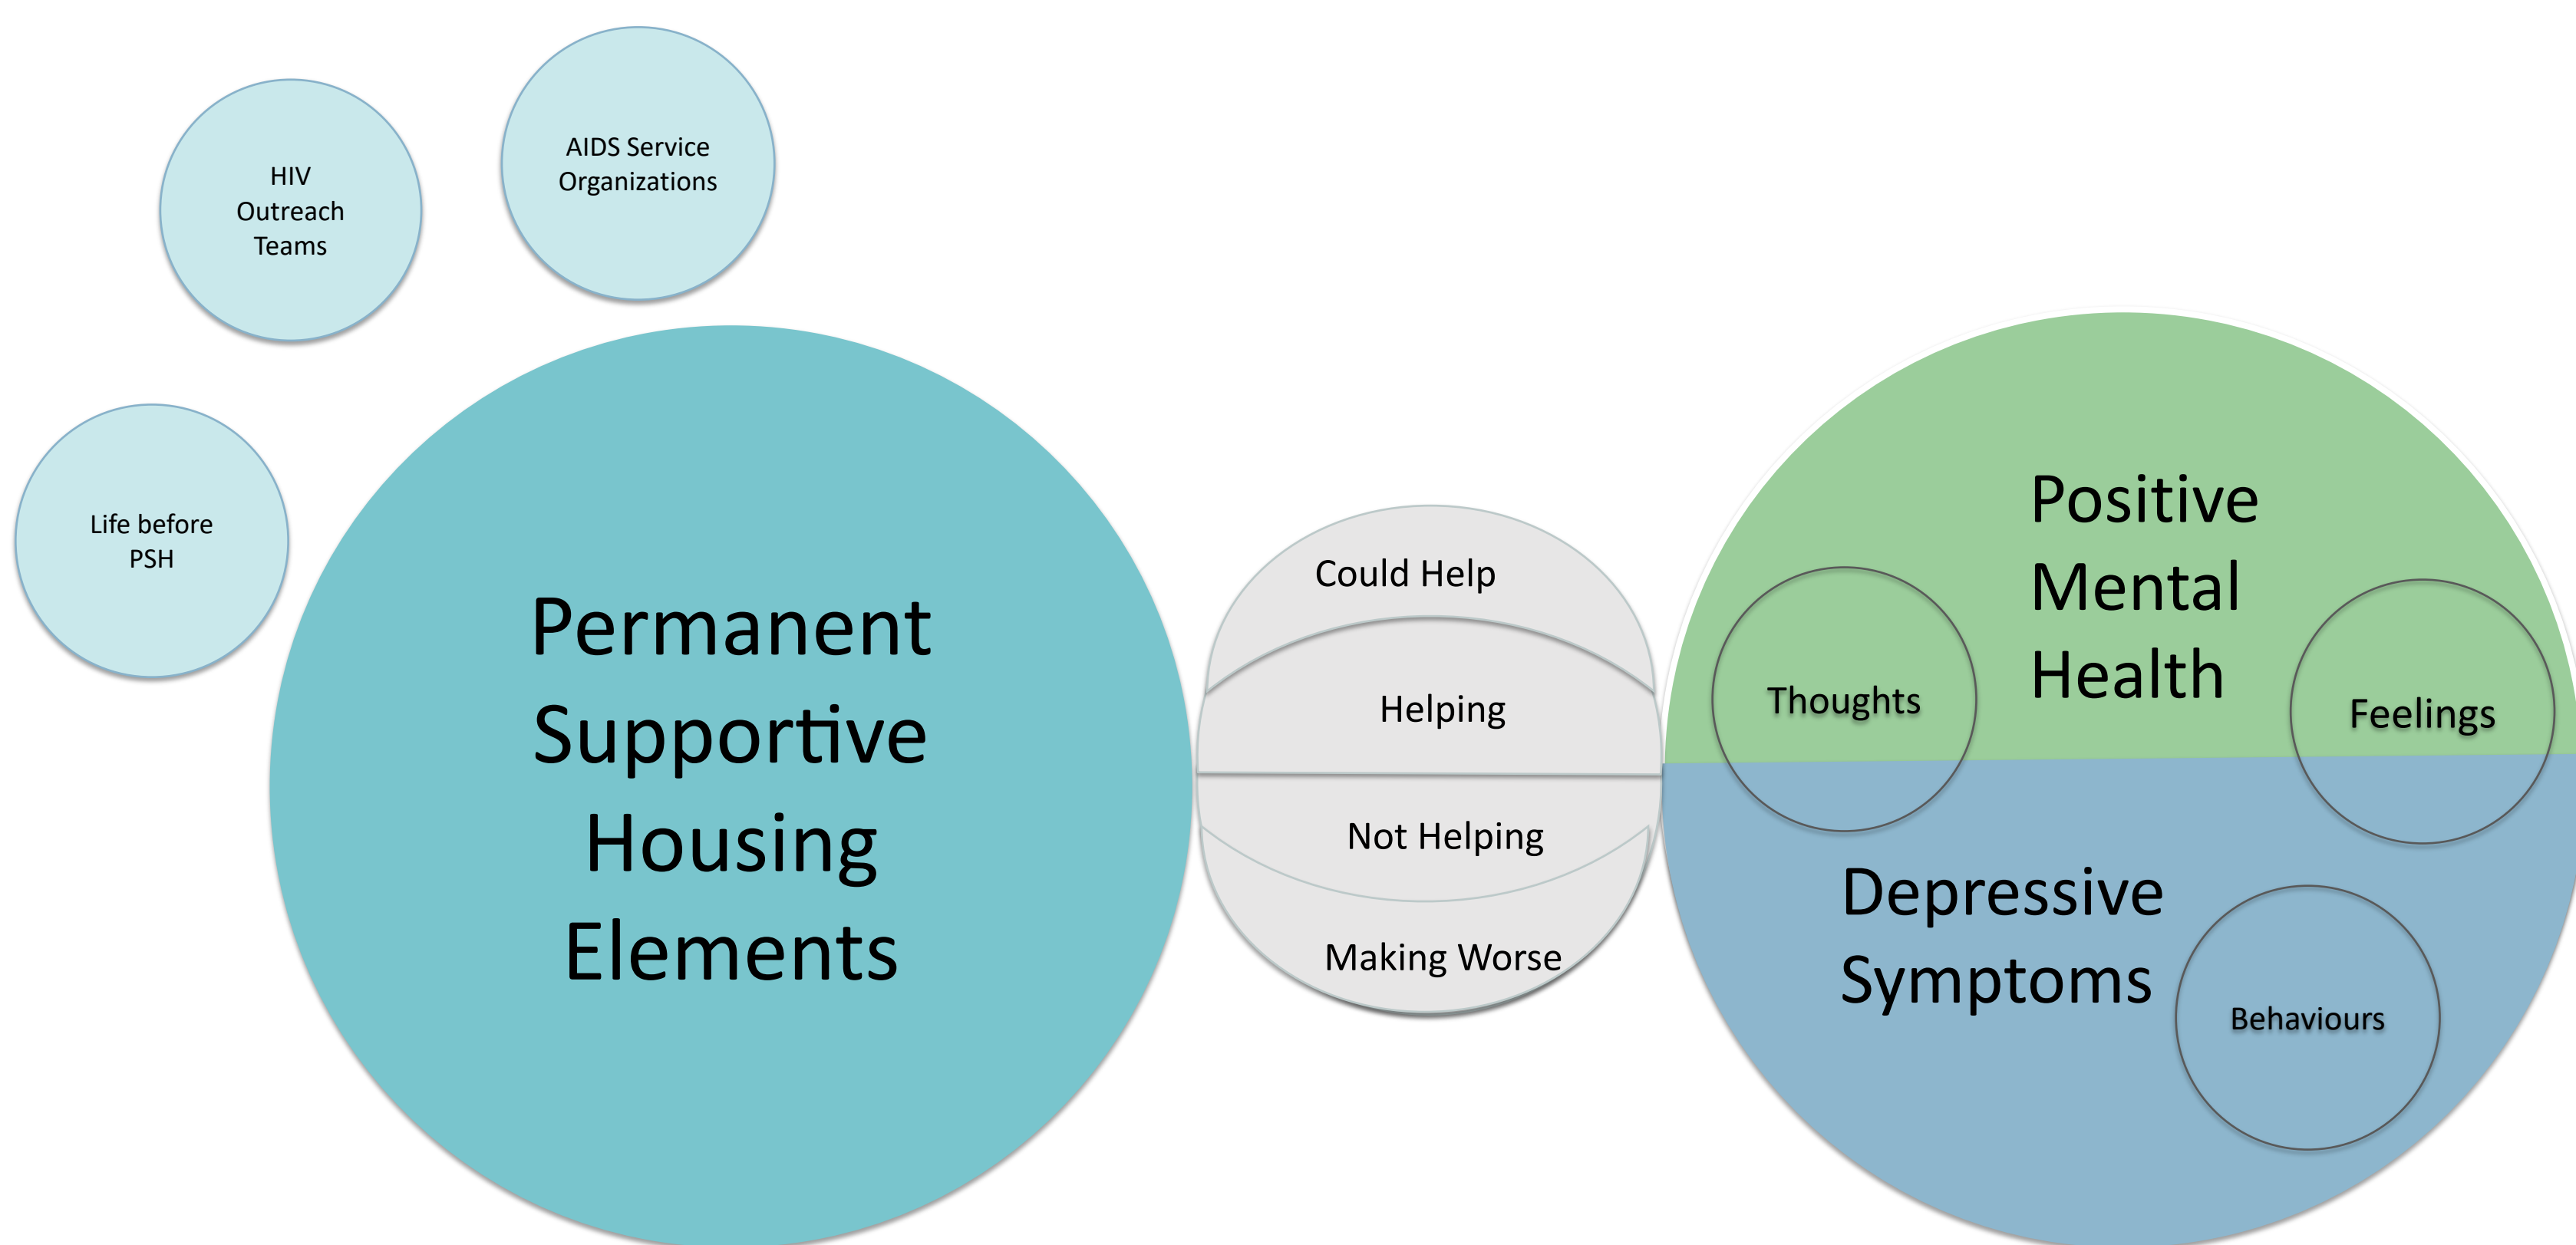 HIV
Outreach
Teams
AIDS Service
Organizations
Life before
PSH
Permanent
Supportive
Housing
Elements
Could Help
Helping
Not Helping
Making Worse
Positive
Mental
Health
Thoughts
Feelings
Depressive
Symptoms
Behaviours